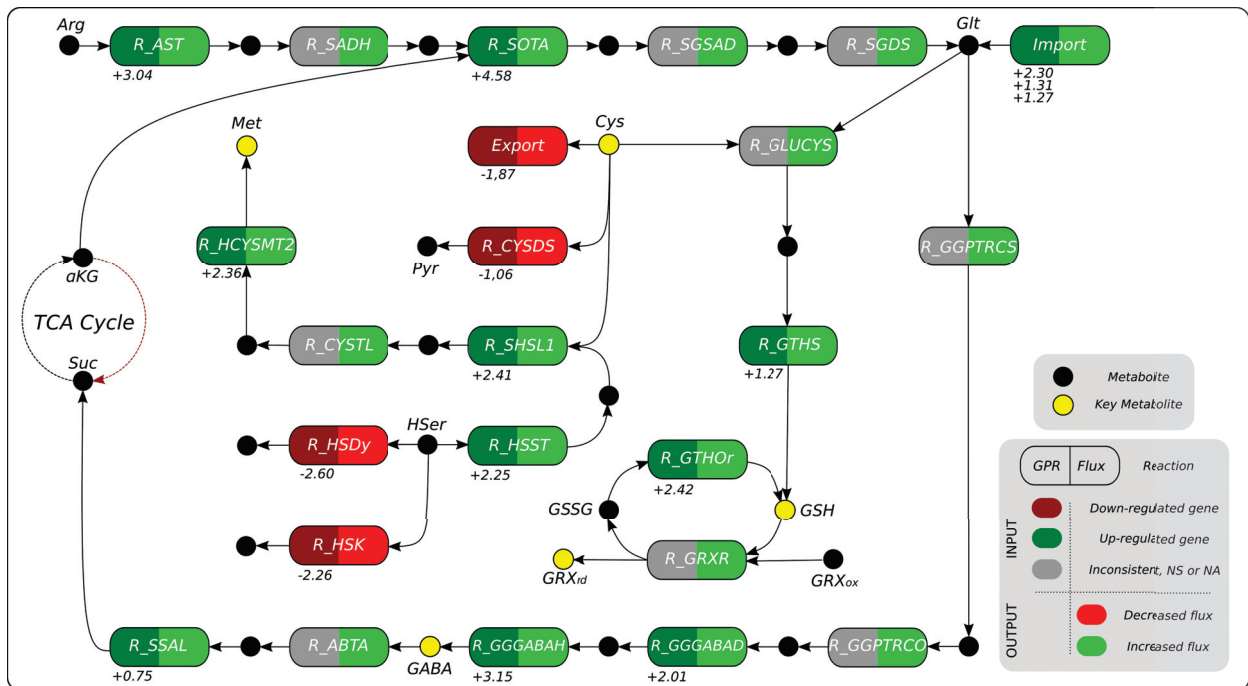 Arg
R_AST
+3.04
R_SADH
R_SOTA
+4.58
R_SGSAD
R_SGDS
Glt
Import
+2.30
+1.31
+1.27
Met
Export
-1,87
Cys
R_GLUCYS
R_HCYSMT2
+2.36
Pyr
R_CYSDS
-1,06
R_GGPTRCS
αKG
TCA Cycle
Suc
R_CYSTL
R_SHSL1
+2.41
R_GTHS
+1.27
R_HSDy
-2.60
HSer
R_HSST
+2.25
R_GTHOr
+2.42
GSSG
GSH
R_HSK
-2.26
GRXrd
R_GRXR
GRXox
R_SSAL
+0.75
R_ABTA
GABA
R_GGGABAH
+3.15
R_GGGABAD
+2.01
R_GGPTRCO
Metabolite
Key Metabolite
GPR Flux Reaction
INPUT
Down-regulated gene
Up-regulated gene
Inconsistent, NS or NA
OUTPUT
Decreased flux
Increased flux